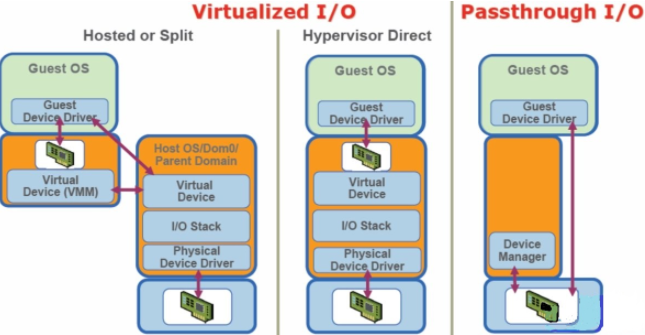 Virtualized I/O
Passthrough I/O
Hosted or Split
Hypervisor Direct
Guest OS
Guest
Device Driver
Virtual
Device (VMM)
Host OS/Dom0/
Parent Domain
Virtual
Device
I/O Stack
Physical
Device Driver
Guest OS
Guest
Device Driver
Virtual
Device
I/O Stack
Physical
Device Driver
Guest OS
Guest
Device Driver
Device
Manager